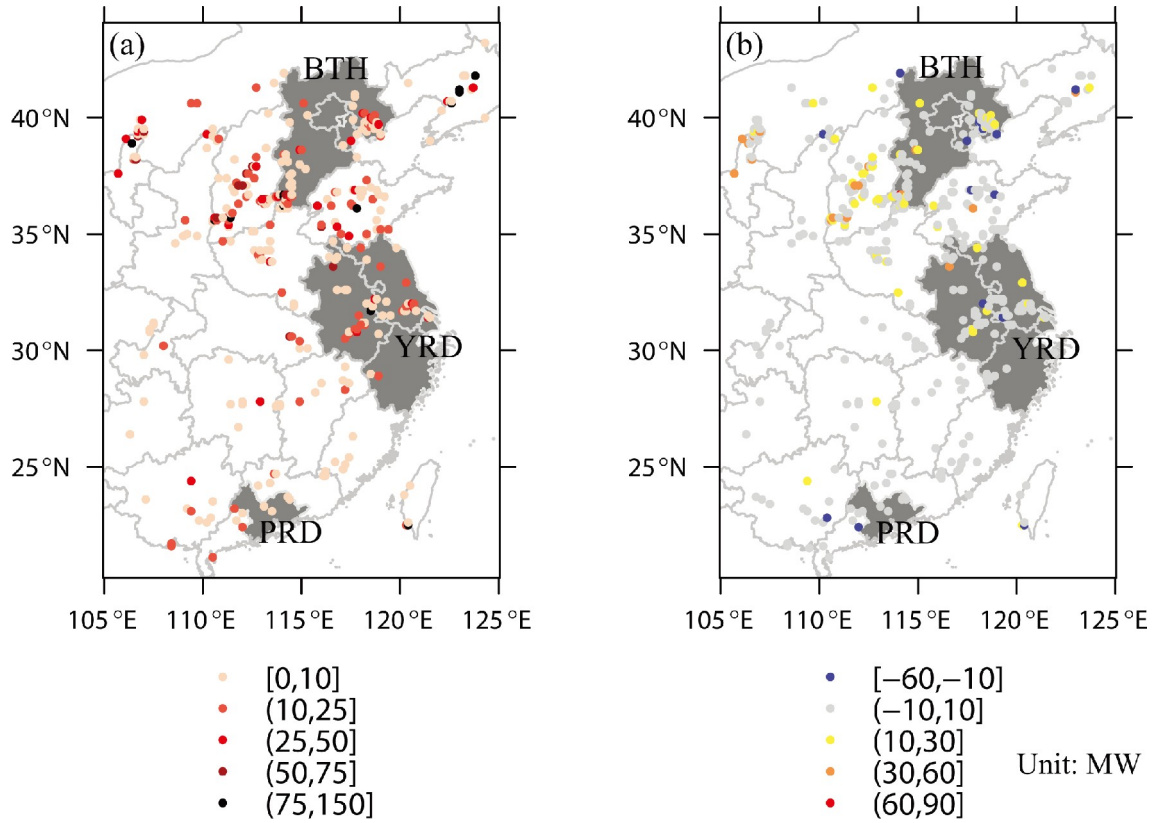 (a)
BTH
YRD
PRD
40°N
35°N
30°N
25°N
105°E 110°E 115°E 120°E 125°E
[0,10]
(10,25]
(25,50]
(50,75]
(75,150]
(b)
BTH
YRD
PRD
40°N
35°N
30°N
25°N
105°E 110°E 115°E 120°E 125°E
[−60,−10]
(−10,10]
(10,30]
(30,60]
(60,90]
Unit: MW